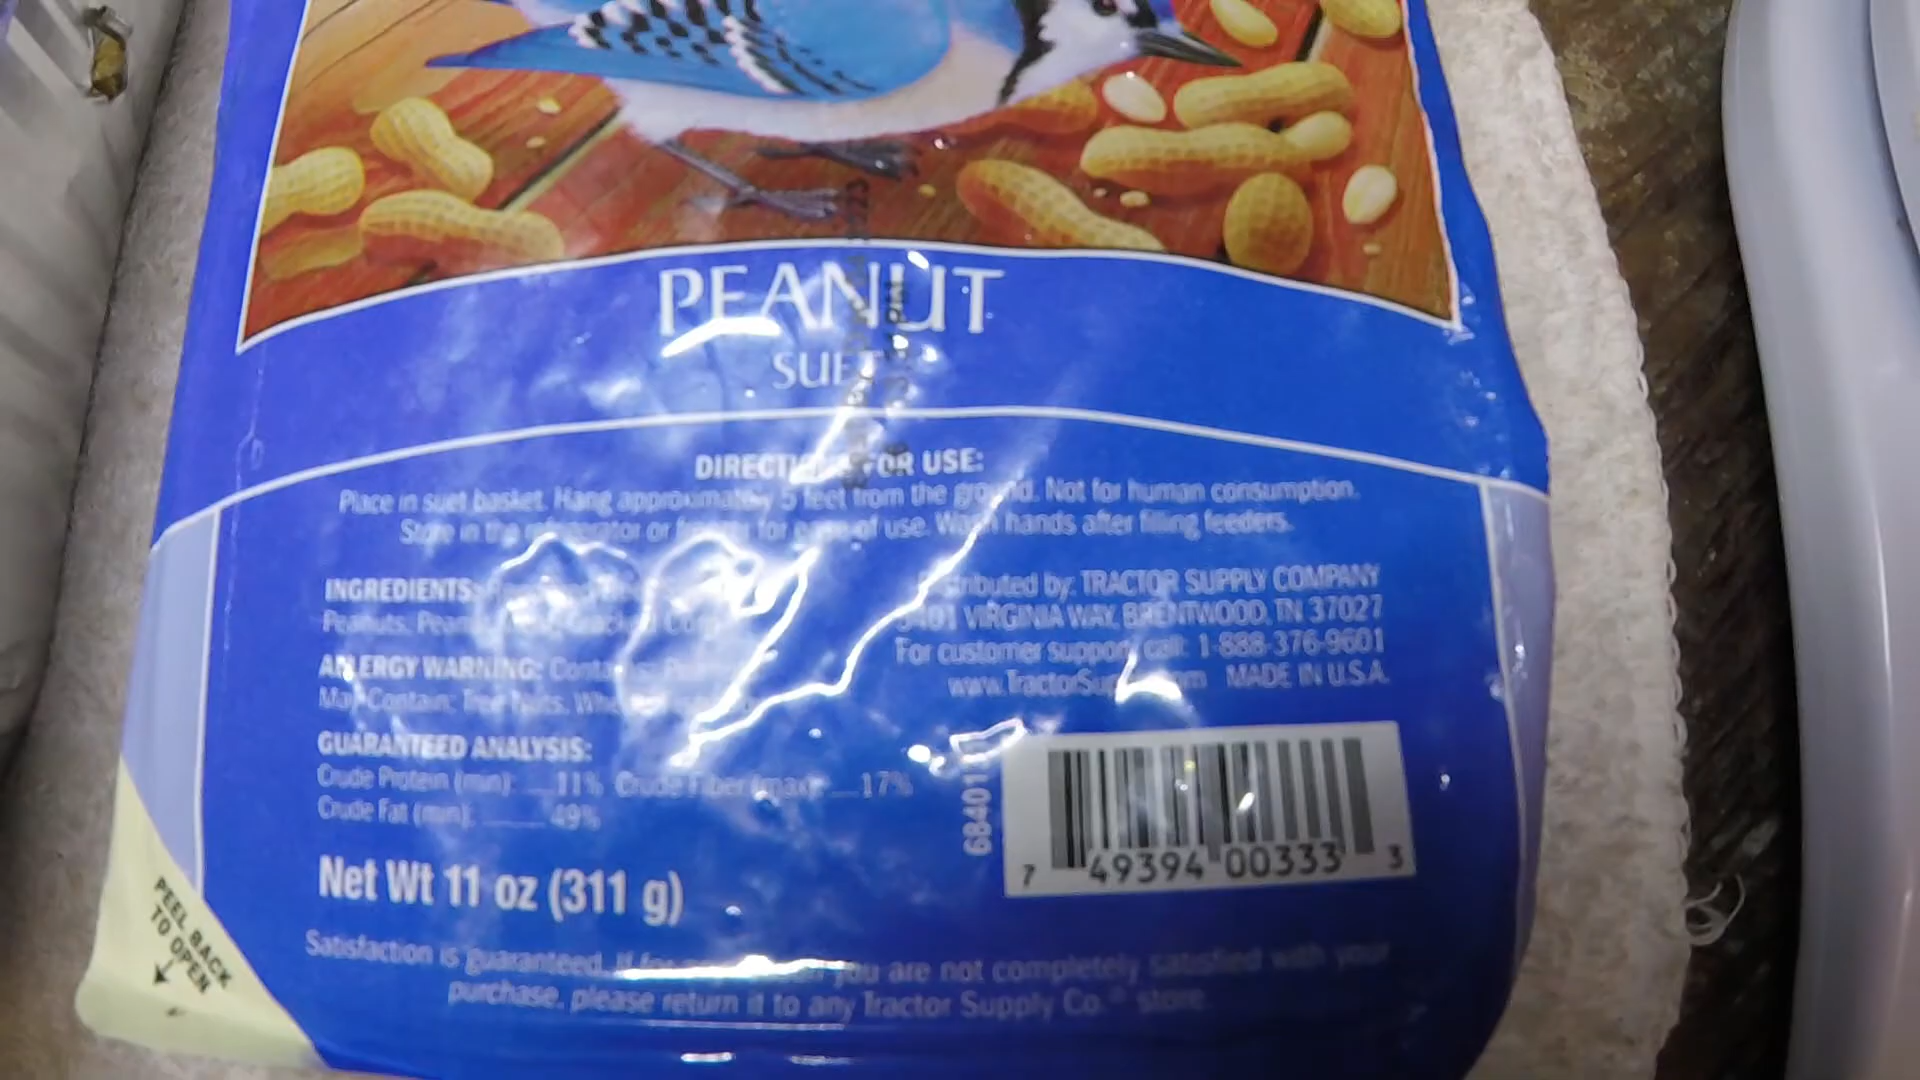 PEANUT
SUET
DIRECTIONS FOR USE:
Place in suet basket. Hang approximately 5 feet from the ground. Not for human consumption.
Store in the refrigerator or freezer for ease of use. Wash hands after filling feeders.
INGREDIENTS:
Peanuts,
ALLERGY WARNING:
May Contain: Tree Nuts,
GUARANTEED ANALYSIS:
Crude Protein (min): 11% Crude Fiber (max): 17%
Crude Fat (min): 49%
Net Wt 11 oz (311 g)
Distributed by: TRACTOR SUPPLY COMPANY
VIRGINIA WAY, BRENTWOOD, TN 37027
For customer support call: 1-888-376-9601
www.TractorSupply.com MADE IN U.S.A.
7 49394 00333 3
Satisfaction is guaranteed. If for any reason you are not completely satisfied with your
purchase, please return it to any Tractor Supply Co.® store
PEEL BACK
TO OPEN